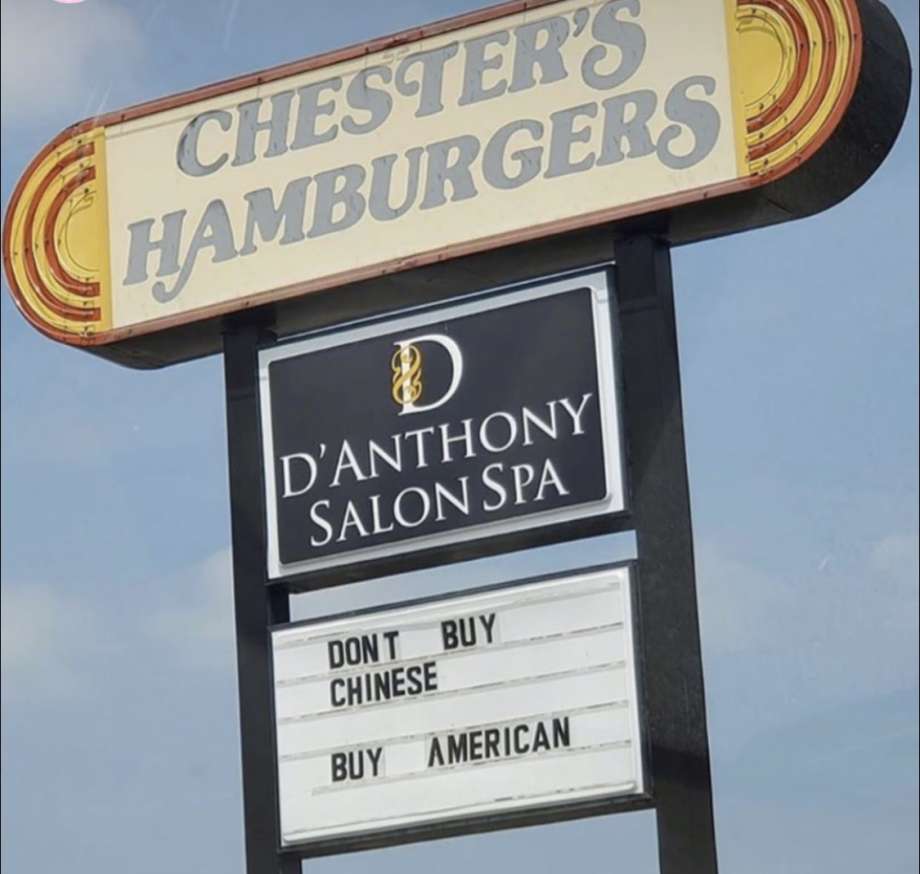 CHESTER'S
HAMBURGERS
D
D'ANTHONY
SALON SPA
DONT BUY
CHINESE
BUY AMERICAN